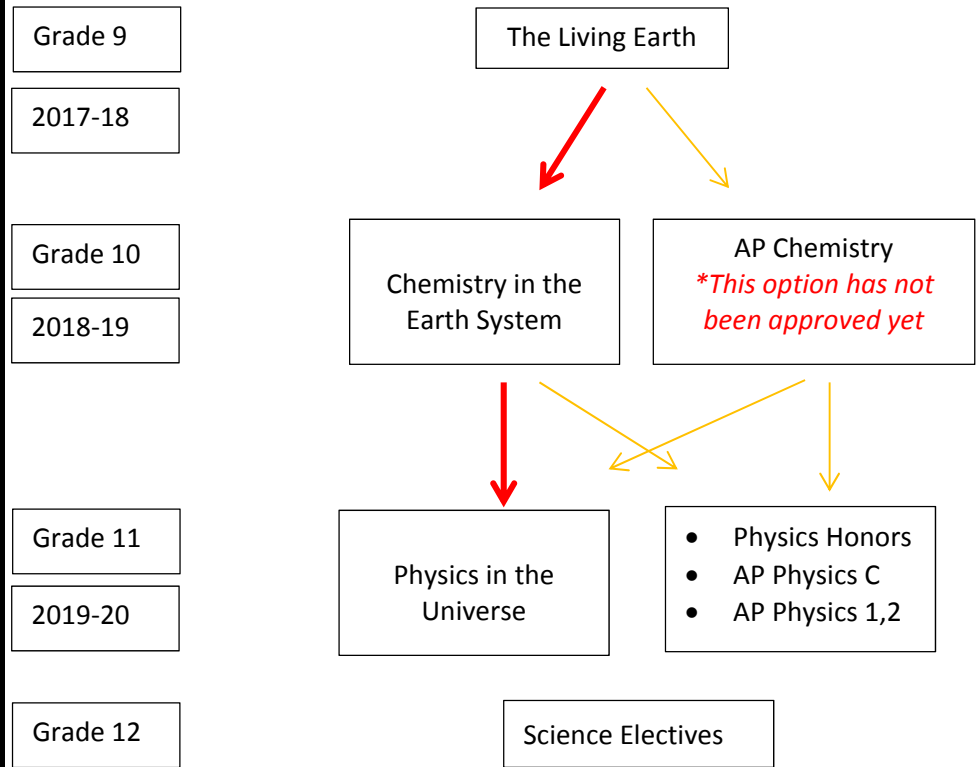 Grade 9
The Living Earth
2017-18
Grade 10
2018-19
Chemistry in the
Earth System
AP Chemistry
*This option has not
been approved yet
Grade 11
2019-20
Physics in the
Universe
• Physics Honors
• AP Physics C
• AP Physics 1,2
Grade 12
Science Electives